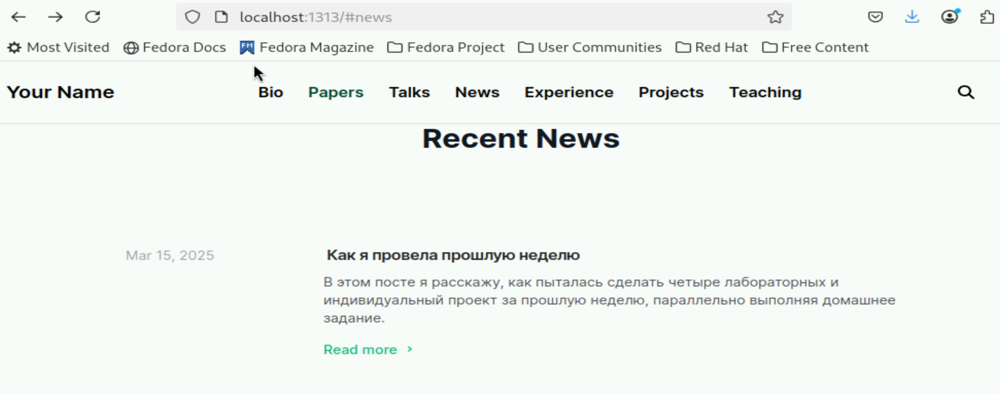 localhost:1313/#news
Most Visited Fedora Docs FM Fedora Magazine Fedora Project User Communities Red Hat Free Content
Your Name Bio Papers Talks News Experience Projects Teaching
Recent News
Mar 15, 2025 Как я провела прошлую неделю
В этом посте я расскажу, как пыталась сделать четыре лабораторных и
индивидуальный проект за прошлую неделю, параллельно выполняя домашнее
задание.
Read more